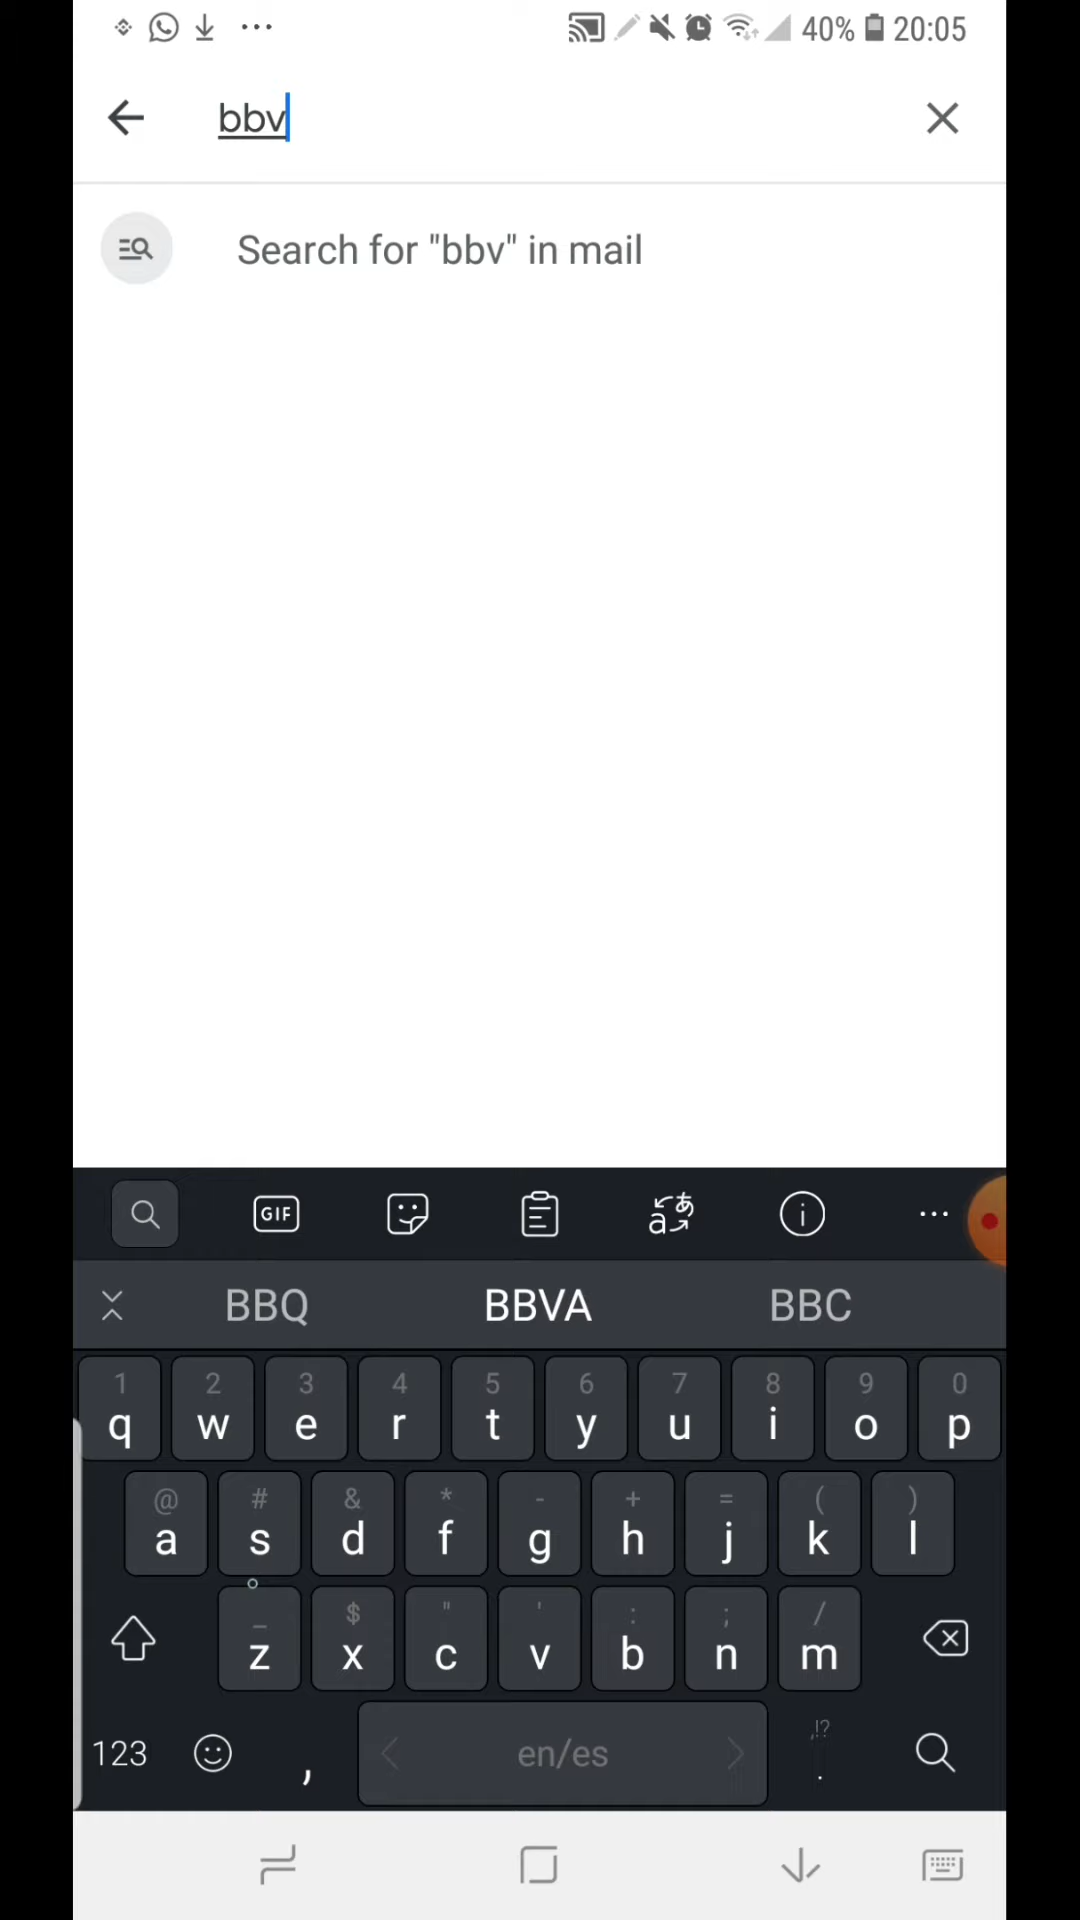 40% 20:05
bbv
Search for "bbv" in mail
GIF
BBQ BBVA BBC
1 2 3 4 5 6 7 8 9 0
q w e r t y u i o p
@ # & * - + = ( )
a s d f g h j k l
_ $ " ' : ; /
z x c v b n m
,!?
123 , en/es .